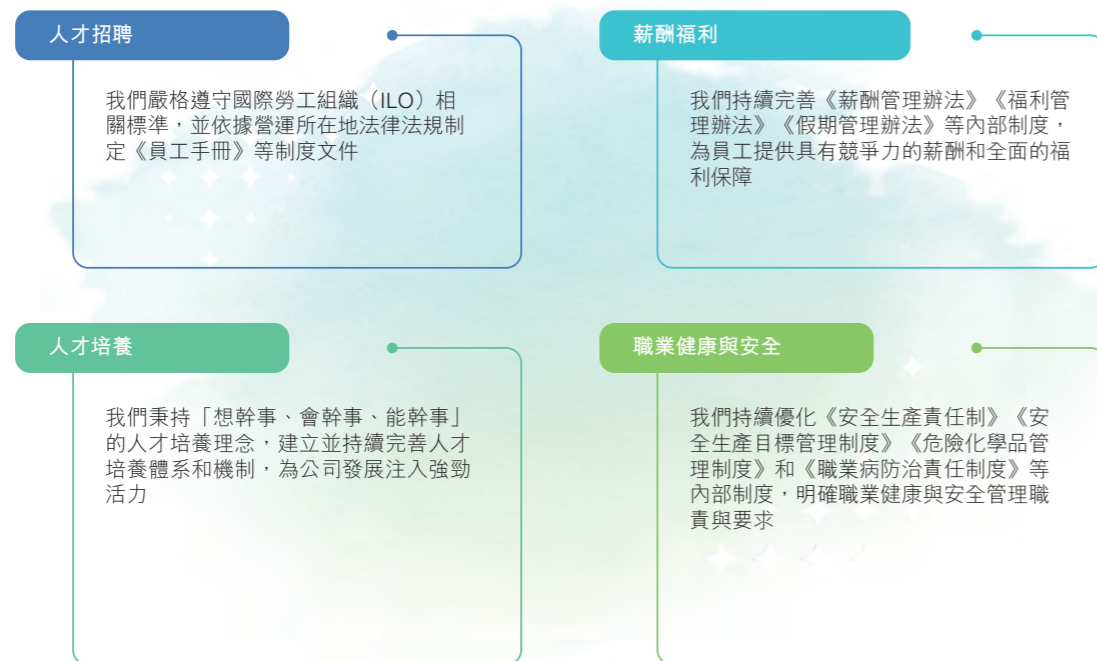 人才招聘
我們嚴格遵守國際勞工組織（ILO）相
關標準，並依據營運所在地法律法規制
定《員工手冊》等制度文件
薪酬福利
我們持續完善《薪酬管理辦法》《福利管
理辦法》《假期管理辦法》等內部制度，
為員工提供具有競爭力的薪酬和全面的福
利保障
人才培養
我們秉持「想幹事、會幹事、能幹事」
的人才培養理念，建立並持續完善人才
培養體系和機制，為公司發展注入強勁
活力
職業健康與安全
我們持續優化《安全生產責任制》《安
全生產目標管理制度》《危險化學品管
理制度》和《職業病防治責任制度》等
內部制度，明確職業健康與安全管理職
責與要求